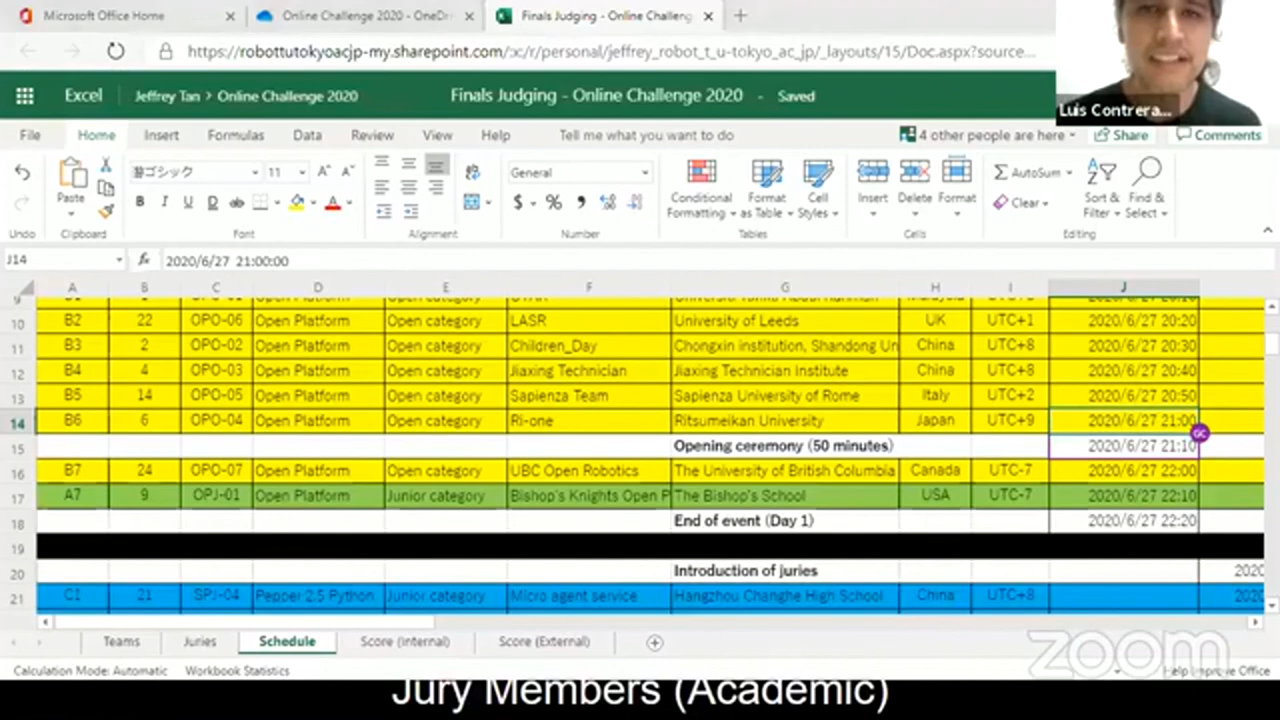 Microsoft Office Home
Online Challenge 2020 - OneDri
Finals Judging - Online Challeng
https://robottutokyoacjp-my.sharepoint.com/:x:/r/personal/jeffrey_robot_t_u-tokyo_ac_jp/_layouts/15/Doc.aspx?source...
Luis Contrera...
Excel Jeffrey Tan > Online Challenge 2020 Finals Judging - Online Challenge 2020 - Saved
File Home Insert Formulas Data Review View Help Tell me what you want to do 4 other people are here Share Comments
Paste ゴシック 11 A A General Conditional Formatting Format as Table Cell Styles Insert Delete Format AutoSum Clear Sort & Filter Find & Select
B I U D ab A $ % 9
Undo Clipboard Font Alignment Number Tables Cells Editing
J14 fx 2020/6/27 21:00:00
A B C D E F G H I J
10 B2 22 OPO-06 Open Platform Open category LASR University of Leeds UK UTC+1 2020/6/27 20:20
11 B3 2 OPO-02 Open Platform Open category Children_Day Chongxin institution, Shandong Un China UTC+8 2020/6/27 20:30
12 B4 4 OPO-03 Open Platform Open category Jiaxing Technician Jiaxing Technician Institute China UTC+8 2020/6/27 20:40
13 B5 14 OPO-05 Open Platform Open category Sapienza Team Sapienza University of Rome Italy UTC+2 2020/6/27 20:50
14 B6 6 OPO-04 Open Platform Open category Ri-one Ritsumeikan University Japan UTC+9 2020/6/27 21:00
GC
15 Opening ceremony (50 minutes) 2020/6/27 21:10
16 B7 24 OPO-07 Open Platform Open category UBC Open Robotics The University of British Columbia Canada UTC-7 2020/6/27 22:00
17 A7 9 OPJ-01 Open Platform Junior category Bishop's Knights Open P The Bishop's School USA UTC-7 2020/6/27 22:10
18 End of event (Day 1) 2020/6/27 22:20
19
20 Introduction of juries 2020
21 C1 21 SPJ-04 Pepper 2.5 Python Junior category Micro agent service Hangzhou Changhe High School China UTC+8 2020
Teams Juries Schedule Score (Internal) Score (External)
zoom
Calculation Mode: Automatic Workbook Statistics Help Improve Office
Jury Members (Academic)